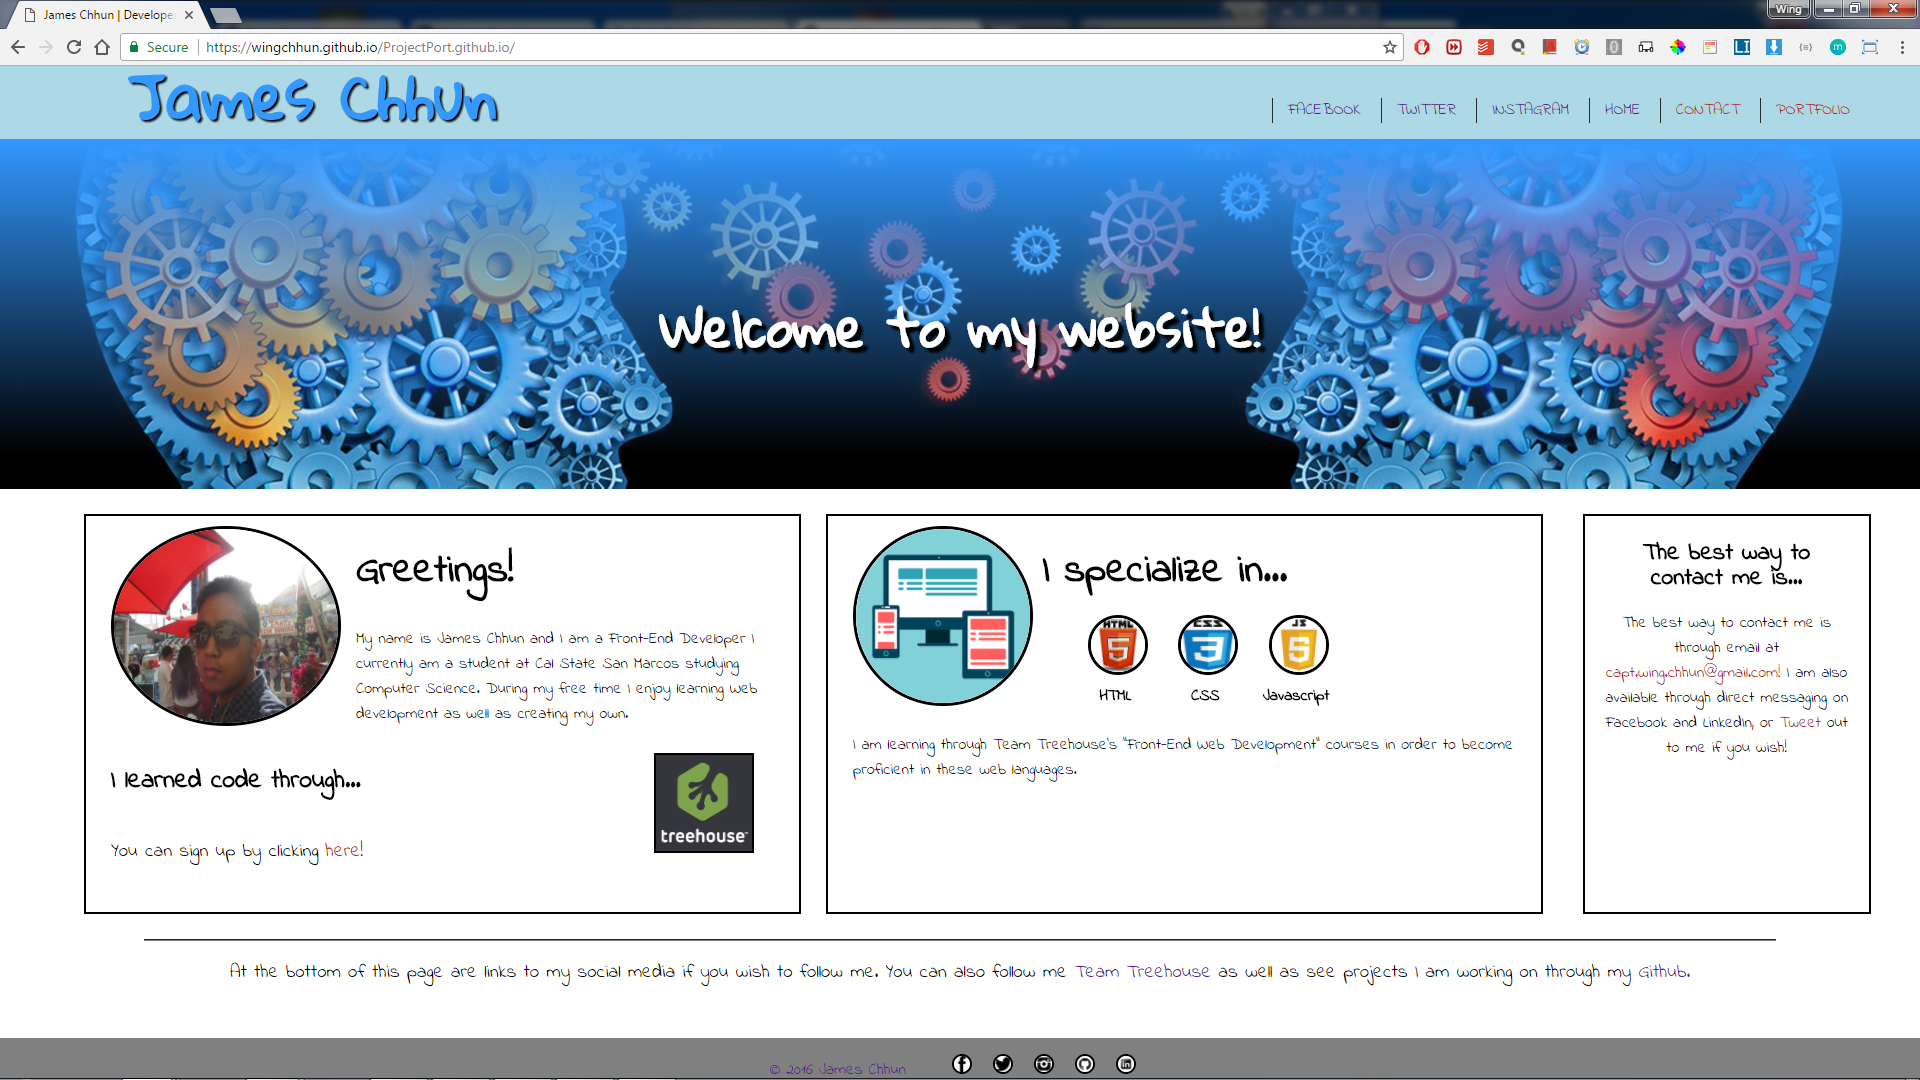 James Chhun | Develope
Wing
Secure https://wingchhun.github.io/ProjectPort.github.io/
James Chhun
FACEBOOK
TWITTER
INSTAGRAM
HOME
CONTACT
PORTFOLIO
Welcome to my website!
Greetings!
My name is James Chhun and I am a Front-End Developer I
currently am a student at Cal State San Marcos studying
Computer Science. During my free time I enjoy learning web
development as well as creating my own.
I learned code through...
treehouse
You can sign up by clicking here!
I specialize in...
HTML
5
CSS
3
JS
5
HTML
CSS
Javascript
I am learning through Team Treehouse's "Front-End Web Development" courses in order to become
proficient in these web languages.
The best way to
contact me is...
The best way to contact me is
through email at
capt.wing.chhun@gmail.com! I am also
available through direct messaging on
Facebook and LinkedIn, or Tweet out
to me if you wish!
At the bottom of this page are links to my social media if you wish to follow me. You can also follow me Team Treehouse as well as see projects I am working on through my Github.
© 2016 James Chhun